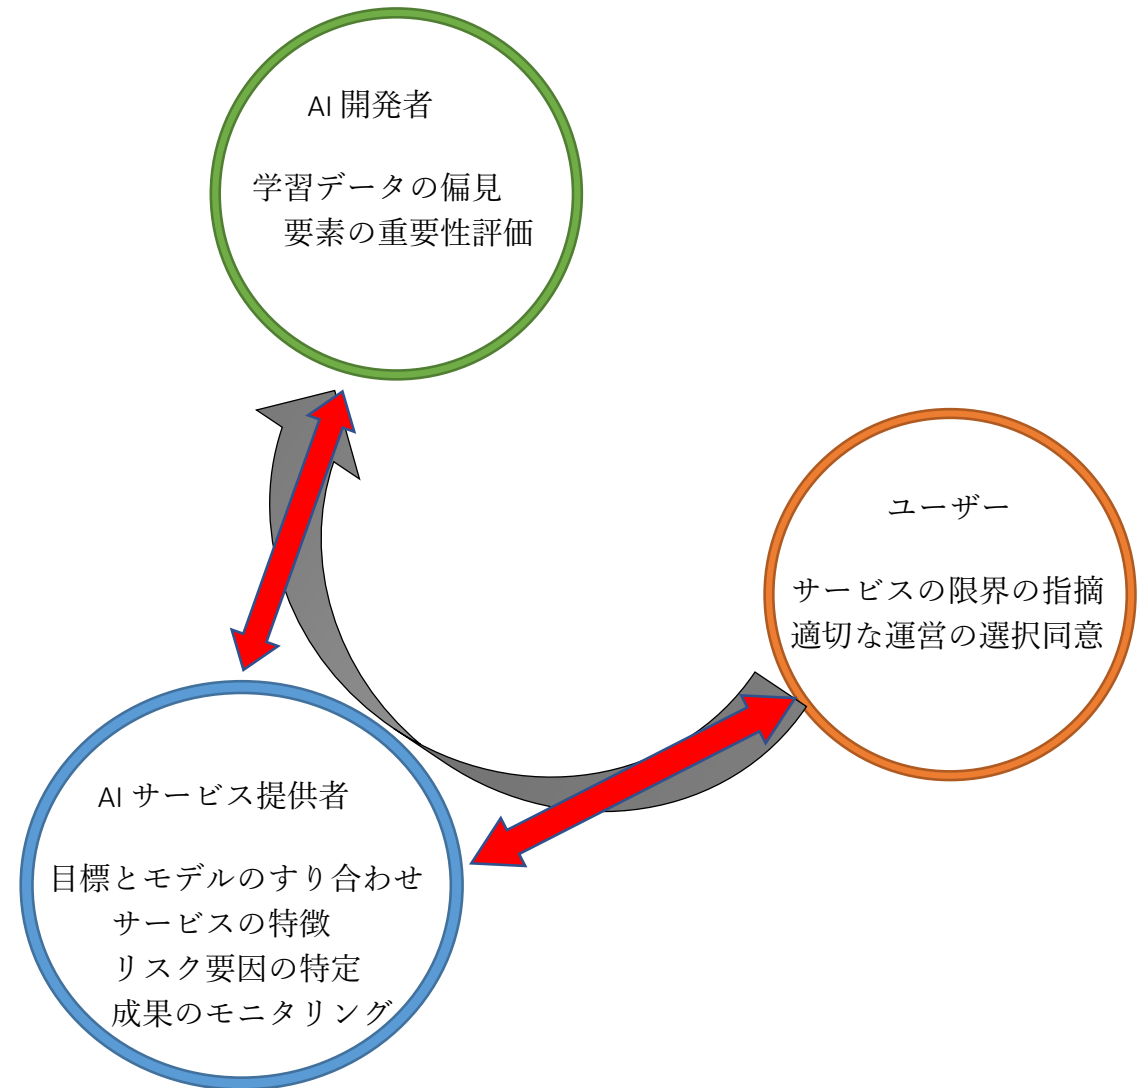 AI 開発者
学習データの偏見
要素の重要性評価
ユーザー
サービスの限界の指摘
適切な運営の選択同意
AI サービス提供者
目標とモデルのすり合わせ
サービスの特徴
リスク要因の特定
成果のモニタリング